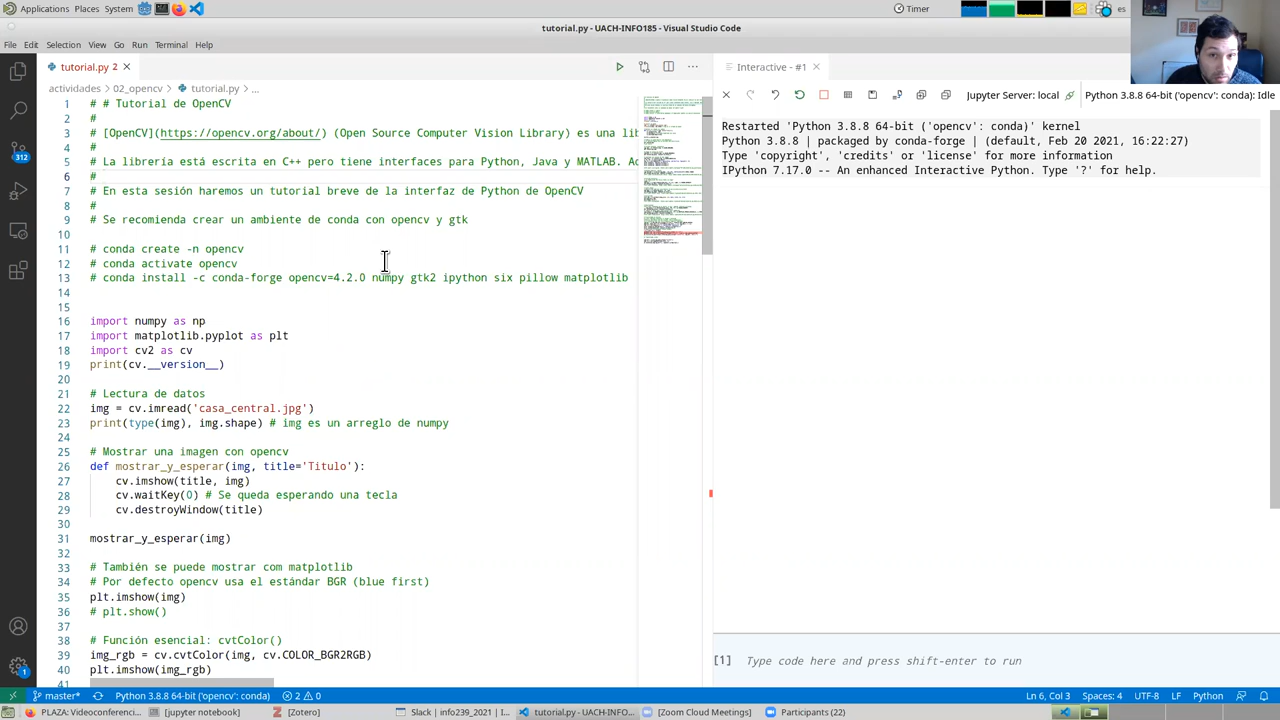 Applications Places System
Timer
es
tutorial.py - UACH-INFO185 - Visual Studio Code
File Edit Selection View Go Run Terminal Help
tutorial.py 2
Interactive - #1
actividades > 02_opencv > tutorial.py > ...
Jupyter Server: local Python 3.8.8 64-bit ('opencv': conda): Idle
1 # # Tutorial de OpenCV
2 #
3 # [OpenCV](https://opencv.org/about/) (Open Source Computer Vision Library) es una lib
4 #
5 # La librería está escrita en C++ pero tiene interfaces para Python, Java y MATLAB. Ad
6 #
7 # En esta sesión haremos un tutorial breve de la interfaz de Python de OpenCV
8 #
9 # Se recomienda crear un ambiente de conda con opencv y gtk
10
11 # conda create -n opencv
12 # conda activate opencv
13 # conda install -c conda-forge opencv=4.2.0 numpy gtk2 ipython six pillow matplotlib
14
15
16 import numpy as np
17 import matplotlib.pyplot as plt
18 import cv2 as cv
19 print(cv.__version__)
20
21 # Lectura de datos
22 img = cv.imread('casa_central.jpg')
23 print(type(img), img.shape) # img es un arreglo de numpy
24
25 # Mostrar una imagen con opencv
26 def mostrar_y_esperar(img, title='Titulo'):
27 cv.imshow(title, img)
28 cv.waitKey(0) # Se queda esperando una tecla
29 cv.destroyWindow(title)
30
31 mostrar_y_esperar(img)
32
33 # También se puede mostrar com matplotlib
34 # Por defecto opencv usa el estándar BGR (blue first)
35 plt.imshow(img)
36 # plt.show()
37
38 # Función esencial: cvtColor()
39 img_rgb = cv.cvtColor(img, cv.COLOR_BGR2RGB)
40 plt.imshow(img_rgb)
41
Restarted 'Python 3.8.8 64-bit ('opencv': conda)' kernel
Python 3.8.8 | packaged by conda-forge | (default, Feb 20 2021, 16:22:27)
Type 'copyright', 'credits' or 'license' for more information
IPython 7.17.0 -- An enhanced Interactive Python. Type '?' for help.
[1] Type code here and press shift-enter to run
312
1
master* Python 3.8.8 64-bit ('opencv': conda) 2 0
Ln 6, Col 3 Spaces: 4 UTF-8 LF Python
PLAZA: Videoconferenci... [jupyter notebook] [Zotero] Slack | info239_2021 | I... tutorial.py - UACH-INFO... [Zoom Cloud Meetings] Participants (22)